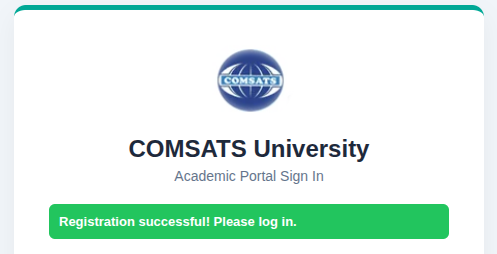 COMSATS
COMSATS University
Academic Portal Sign In
Registration successful! Please log in.